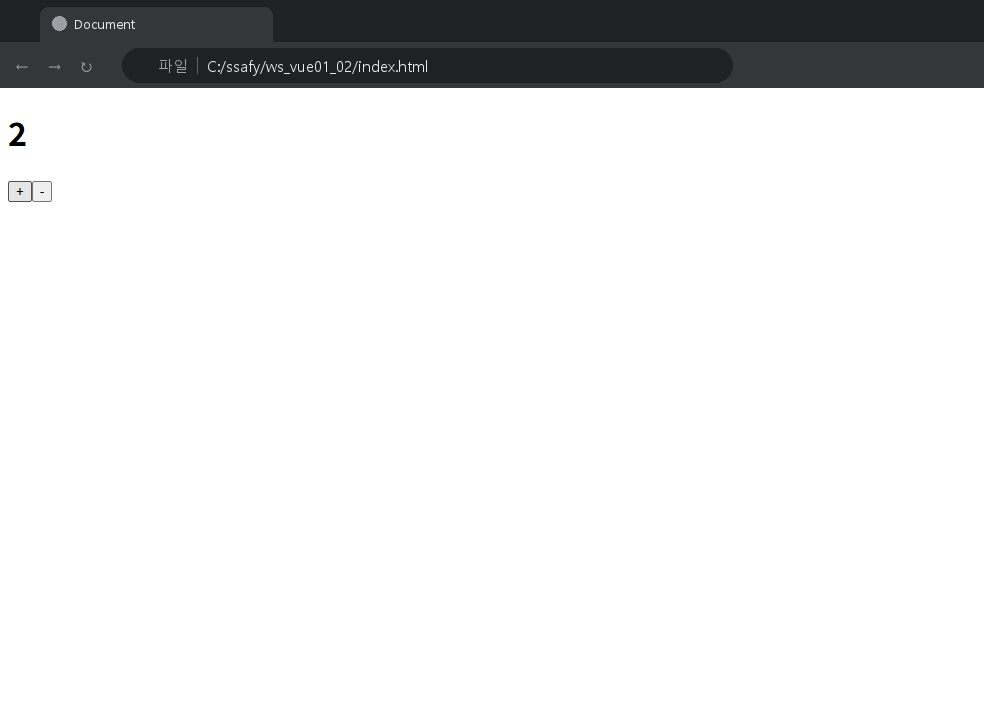 Document
← → ↻ 파일 | C:/ssafy/ws_vue01_02/index.html
2
+ -